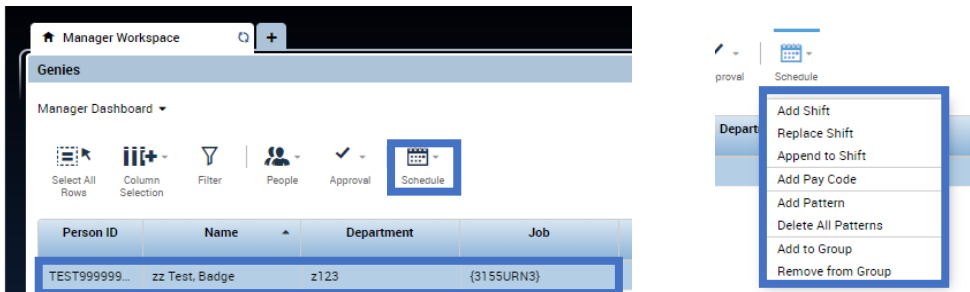 Manager Workspace
Genies
Manager Dashboard
Select All Rows
Column Selection
Filter
People
Approval
Schedule
Person ID
Name
Department
Job
TEST999999...
zz Test, Badge
z123
{3155URN3}
proval
Schedule
Depart
Add Shift
Replace Shift
Append to Shift
Add Pay Code
Add Pattern
Delete All Patterns
Add to Group
Remove from Group